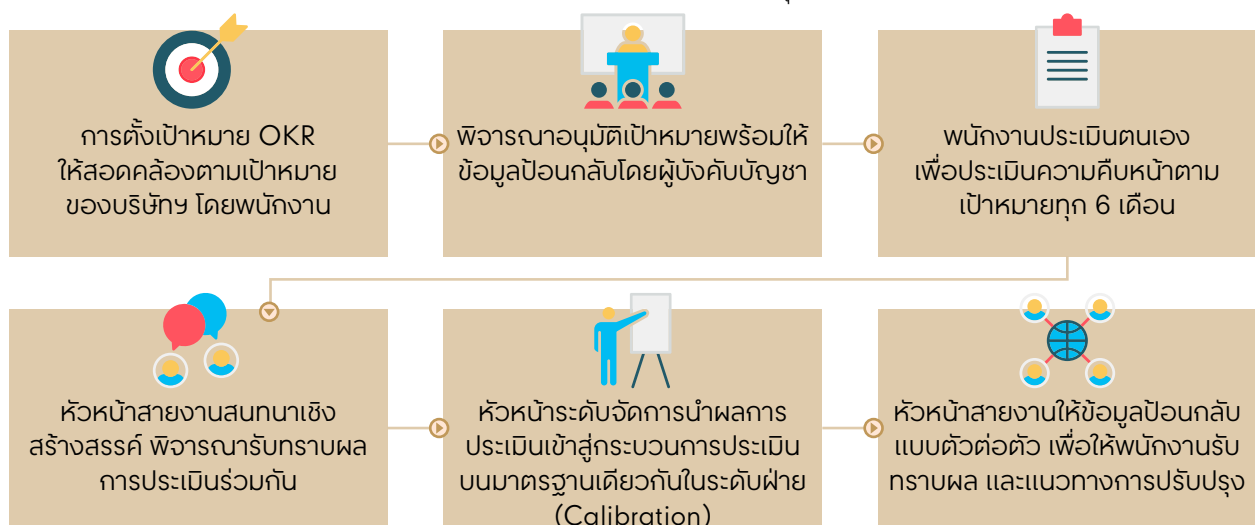 การตั้งเป้าหมาย OKR
ให้สอดคล้องตามเป้าหมาย
ของบริษัทฯ โดยพนักงาน
พิจารณาอนุมัติเป้าหมายพร้อมให้
ข้อมูลป้อนกลับโดยผู้บังคับบัญชา
พนักงานประเมินตนเอง
เพื่อประเมินความคืบหน้าตาม
เป้าหมายทุก 6 เดือน
หัวหน้าสายงานสนทนาเชิง
สร้างสรรค์ พิจารณารับทราบผล
การประเมินร่วมกัน
หัวหน้าระดับจัดการนำผลการ
ประเมินเข้าสู่กระบวนการประเมิน
บนมาตรฐานเดียวกันในระดับฝ่าย
(Calibration)
หัวหน้าสายงานให้ข้อมูลป้อนกลับ
แบบตัวต่อตัว เพื่อให้พนักงานรับ
ทราบผล และแนวทางการปรับปรุง